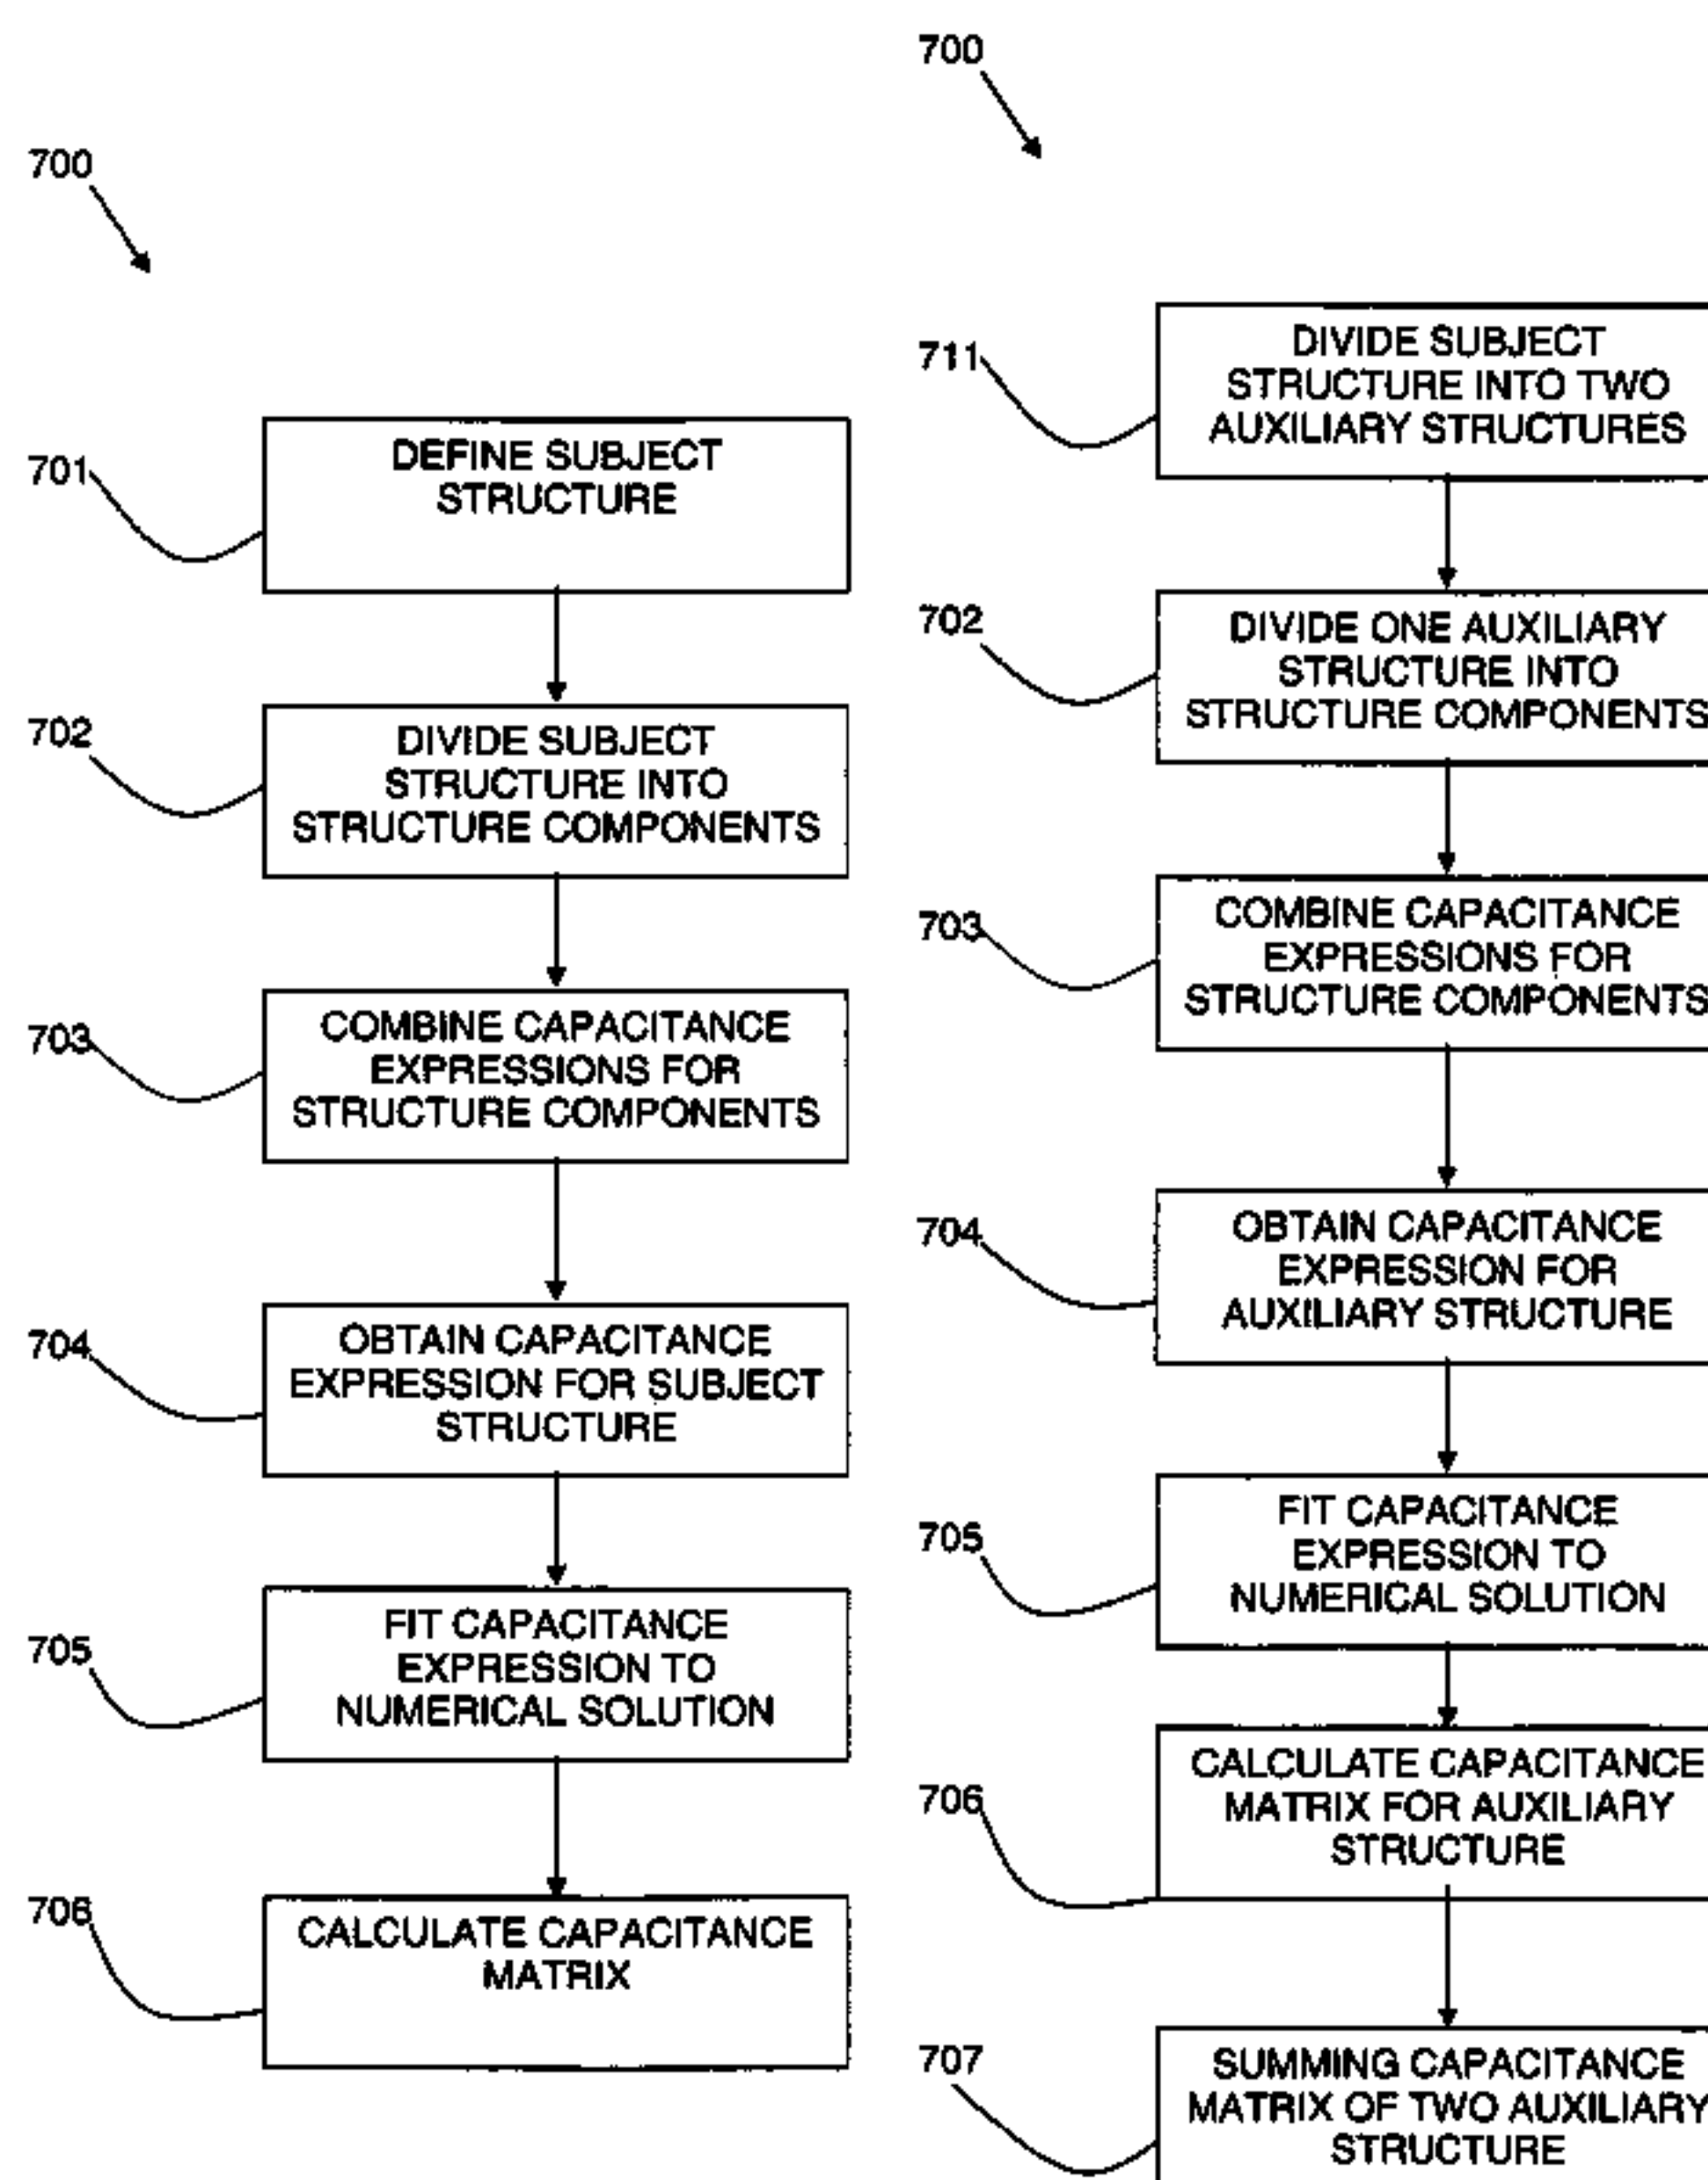 700
701
DEFINE SUBJECT
STRUCTURE
702
DIVIDE SUBJECT
STRUCTURE INTO
STRUCTURE COMPONENTS
703
COMBINE CAPACITANCE
EXPRESSIONS FOR
STRUCTURE COMPONENTS
704
OBTAIN CAPACITANCE
EXPRESSION FOR SUBJECT
STRUCTURE
705
FIT CAPACITANCE
EXPRESSION TO
NUMERICAL SOLUTION
706
CALCULATE CAPACITANCE
MATRIX
700
711
DIVIDE SUBJECT
STRUCTURE INTO TWO
AUXILIARY STRUCTURES
702
DIVIDE ONE AUXILIARY
STRUCTURE INTO
STRUCTURE COMPONENTS
703
COMBINE CAPACITANCE
EXPRESSIONS FOR
STRUCTURE COMPONENTS
704
OBTAIN CAPACITANCE
EXPRESSION FOR
AUXILIARY STRUCTURE
705
FIT CAPACITANCE
EXPRESSION TO
NUMERICAL SOLUTION
706
CALCULATE CAPACITANCE
MATRIX FOR AUXILIARY
STRUCTURE
707
SUMMING CAPACITANCE
MATRIX OF TWO AUXILIARY
STRUCTURE